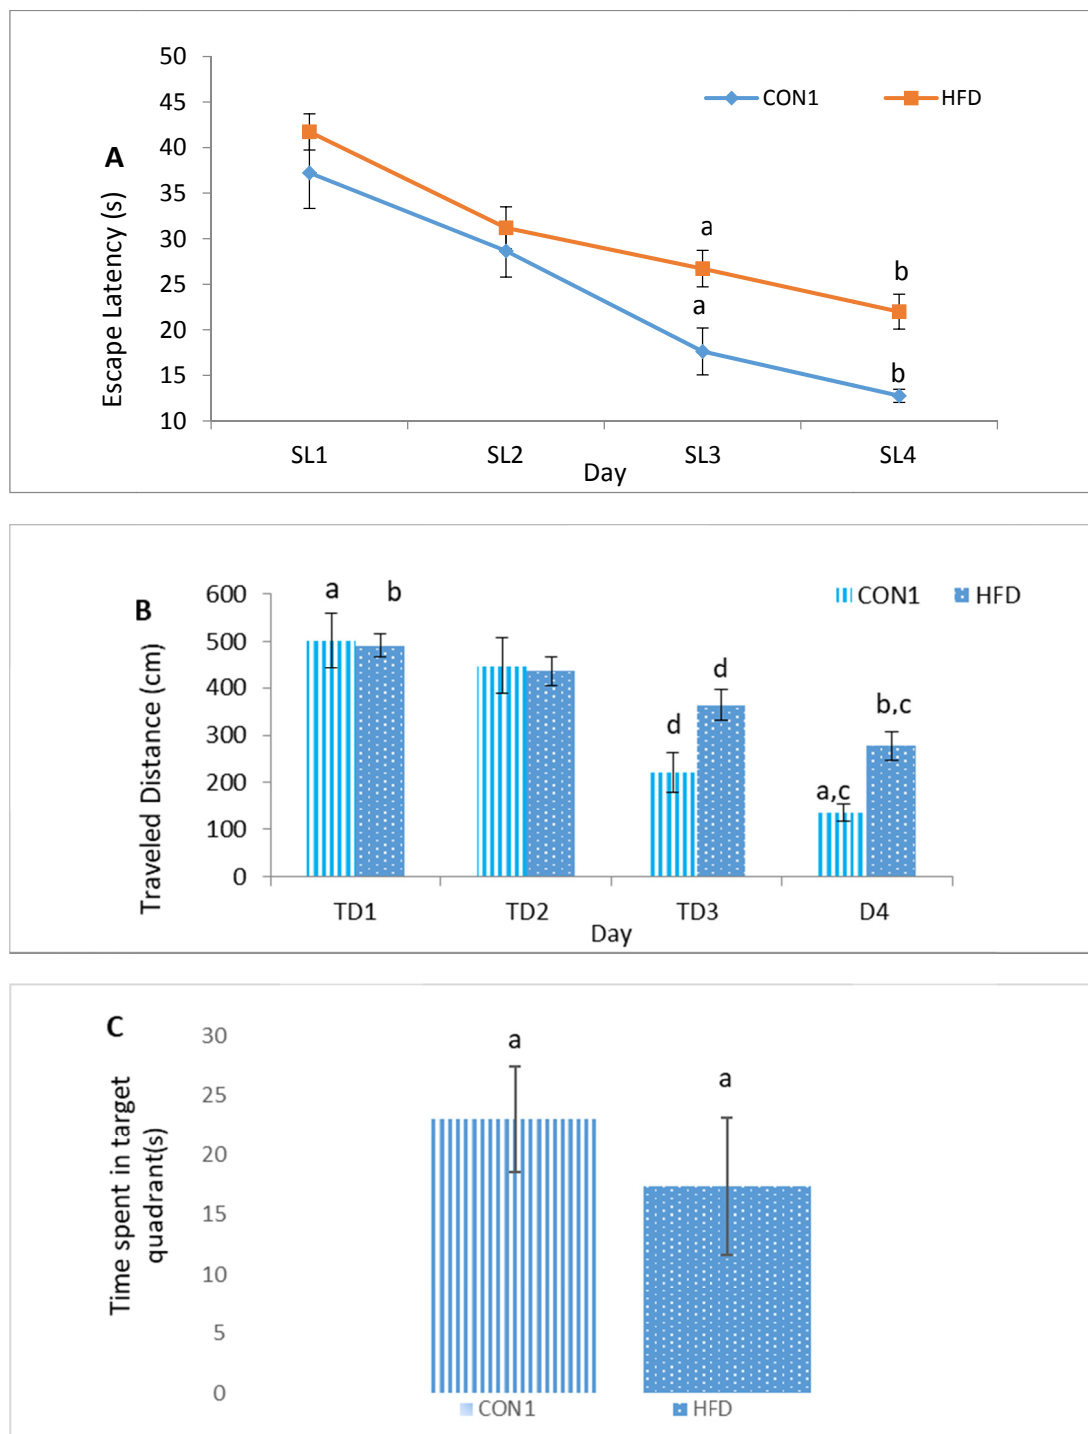 50
45
40
35
30
25
20
15
10
A
Escape Latency (s)
CON1 HFD
a
a
b
b
SL1 SL2 SL3 SL4
Day
B
600
500
400
300
200
100
0
Traveled Distance (cm)
CON1 HFD
a b
d
d
b,c
a,c
TD1 TD2 TD3 D4
Day
C
30
25
20
15
10
5
0
Time spent in target
quadrant(s)
a
a
CON1 HFD